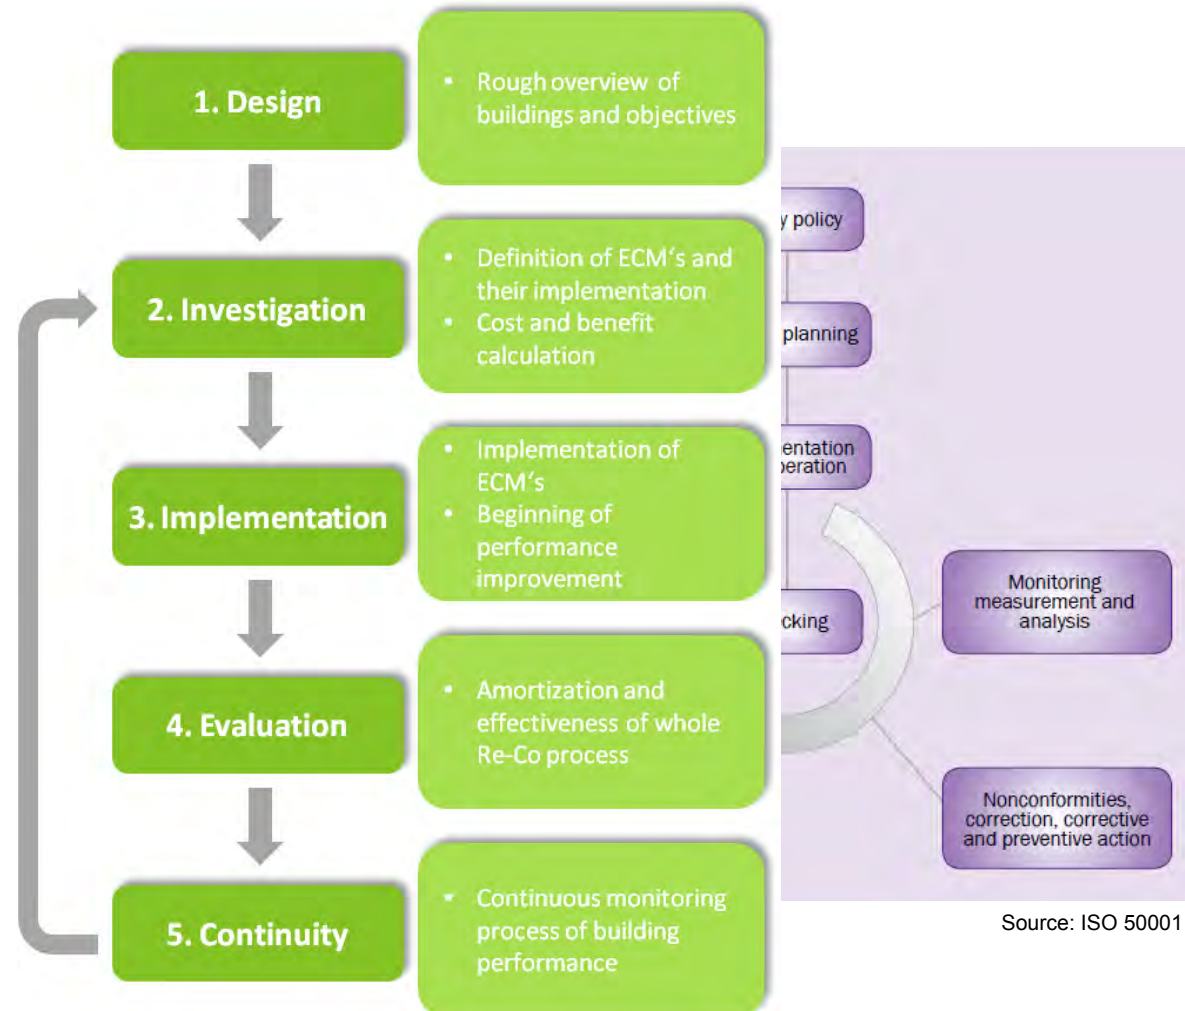 1. Design
• Rough overview of
buildings and objectives
2. Investigation
• Definition of ECM‘s and
their implementation
• Cost and benefit
calculation
3. Implementation
• Implementation of
ECM‘s
• Beginning of
performance
improvement
4. Evaluation
• Amortization and
effectiveness of whole
Re-Co process
5. Continuity
• Continuous monitoring
process of building
performance
y policy
planning
entation
peration
cking
Monitoring
measurement and
analysis
Nonconformities,
correction, corrective
and preventive action
Source: ISO 50001